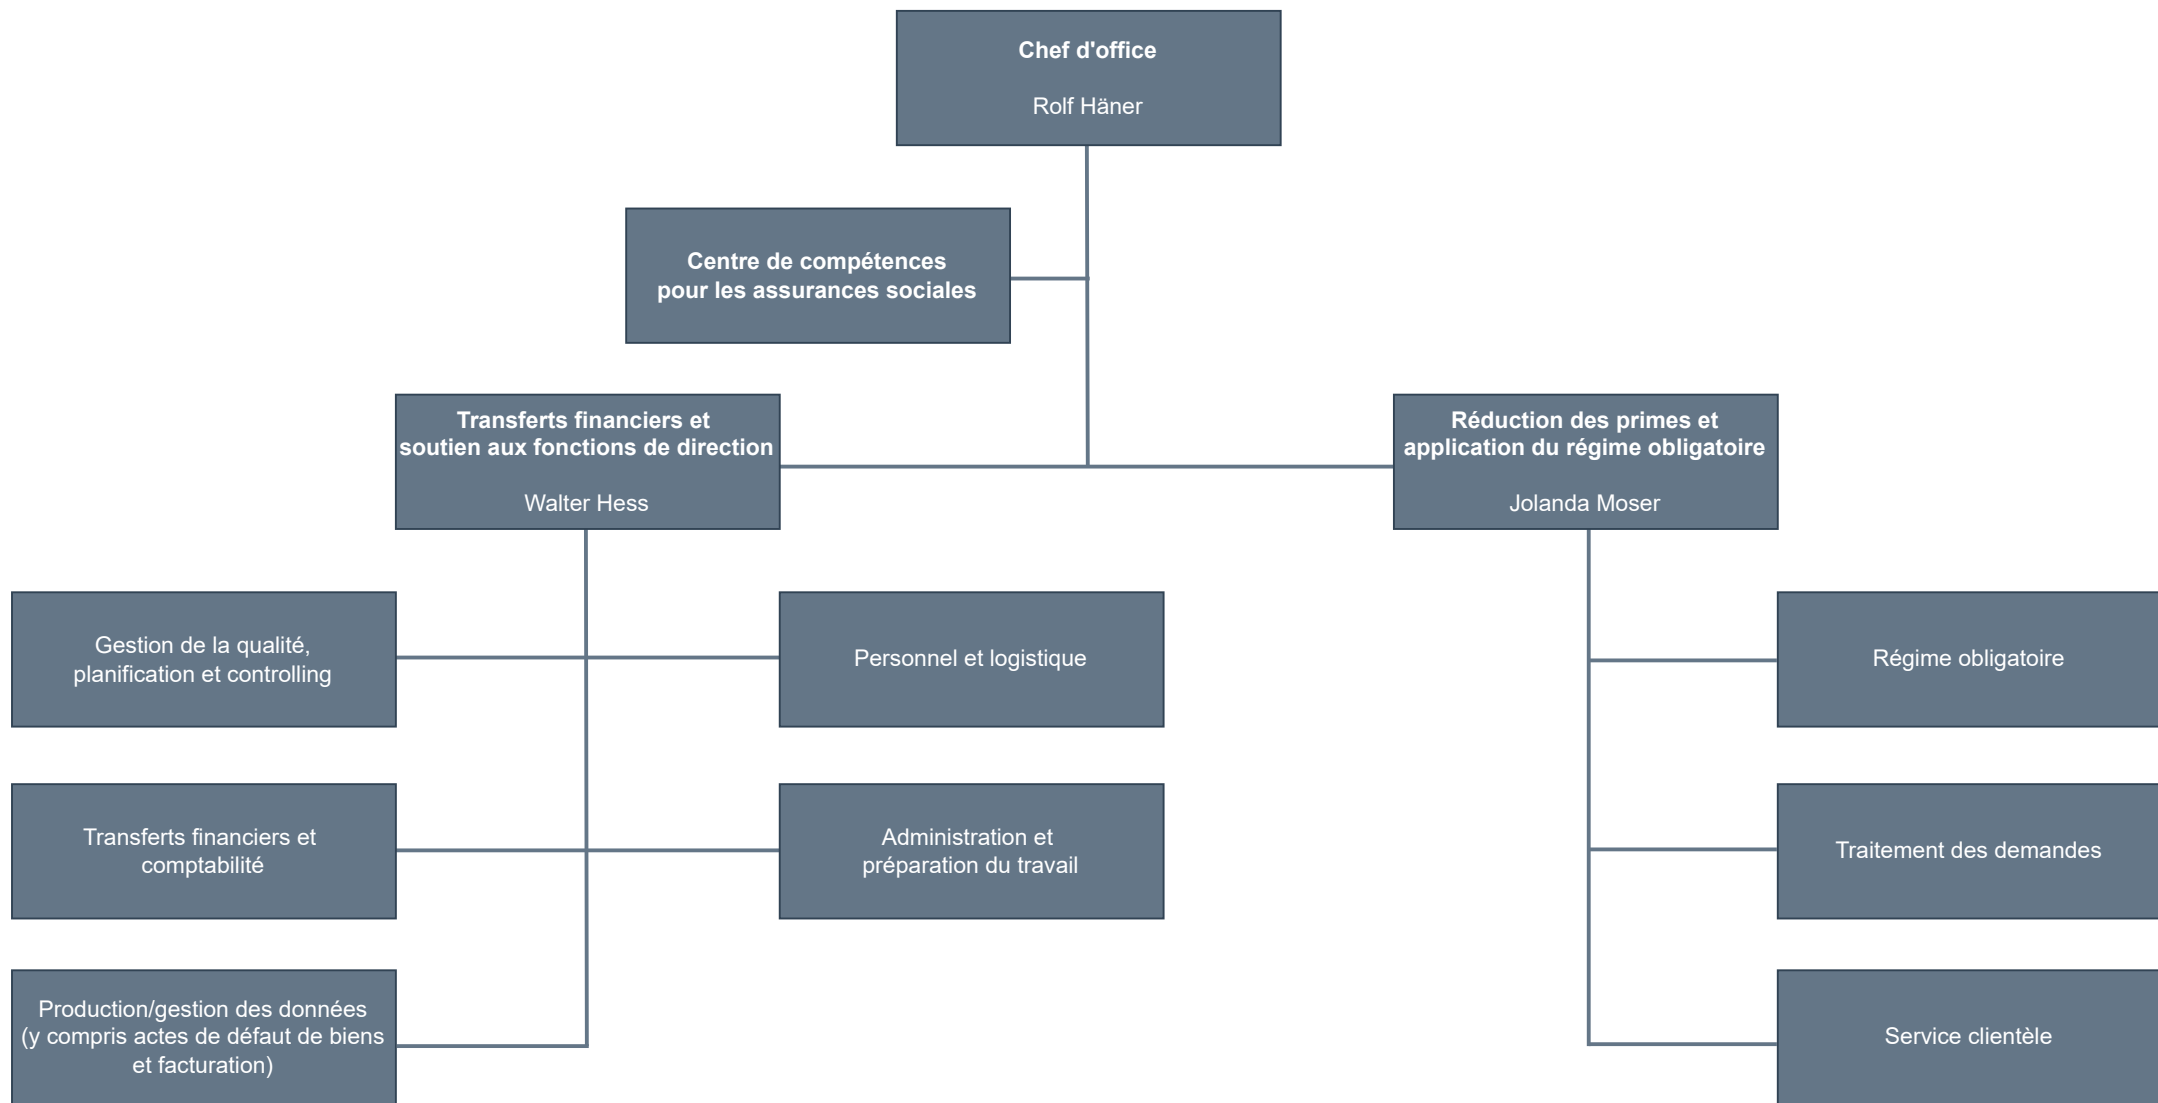 Chef d'office
Rolf Häner
Centre de compétences
pour les assurances sociales
Transferts financiers et
soutien aux fonctions de direction
Walter Hess
Réduction des primes et
application du régime obligatoire
Jolanda Moser
Gestion de la qualité,
planification et controlling
Personnel et logistique
Régime obligatoire
Transferts financiers et
comptabilité
Administration et
préparation du travail
Traitement des demandes
Production/gestion des données
(y compris actes de défaut de biens
et facturation)
Service clientèle